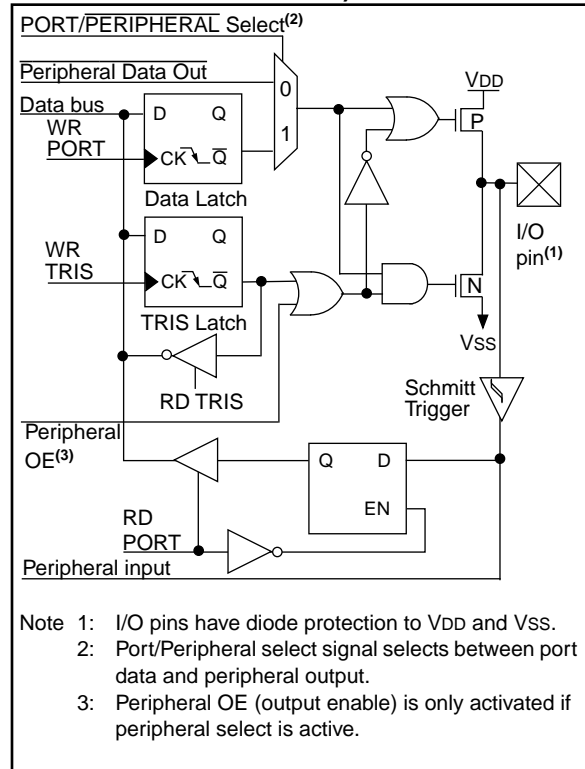 PORT/PERIPHERAL Select(2)
Peripheral Data Out
Data bus
WR
PORT
D Q
CK Q
Data Latch
0
1
VDD
P
I/O
pin(1)
WR
TRIS
D Q
CK Q
TRIS Latch
N
VSS
RD TRIS
Schmitt
Trigger
Peripheral
OE(3)
Q D
EN
RD
PORT
Peripheral input
Note 1: I/O pins have diode protection to VDD and VSS.
2: Port/Peripheral select signal selects between port
data and peripheral output.
3: Peripheral OE (output enable) is only activated if
peripheral select is active.